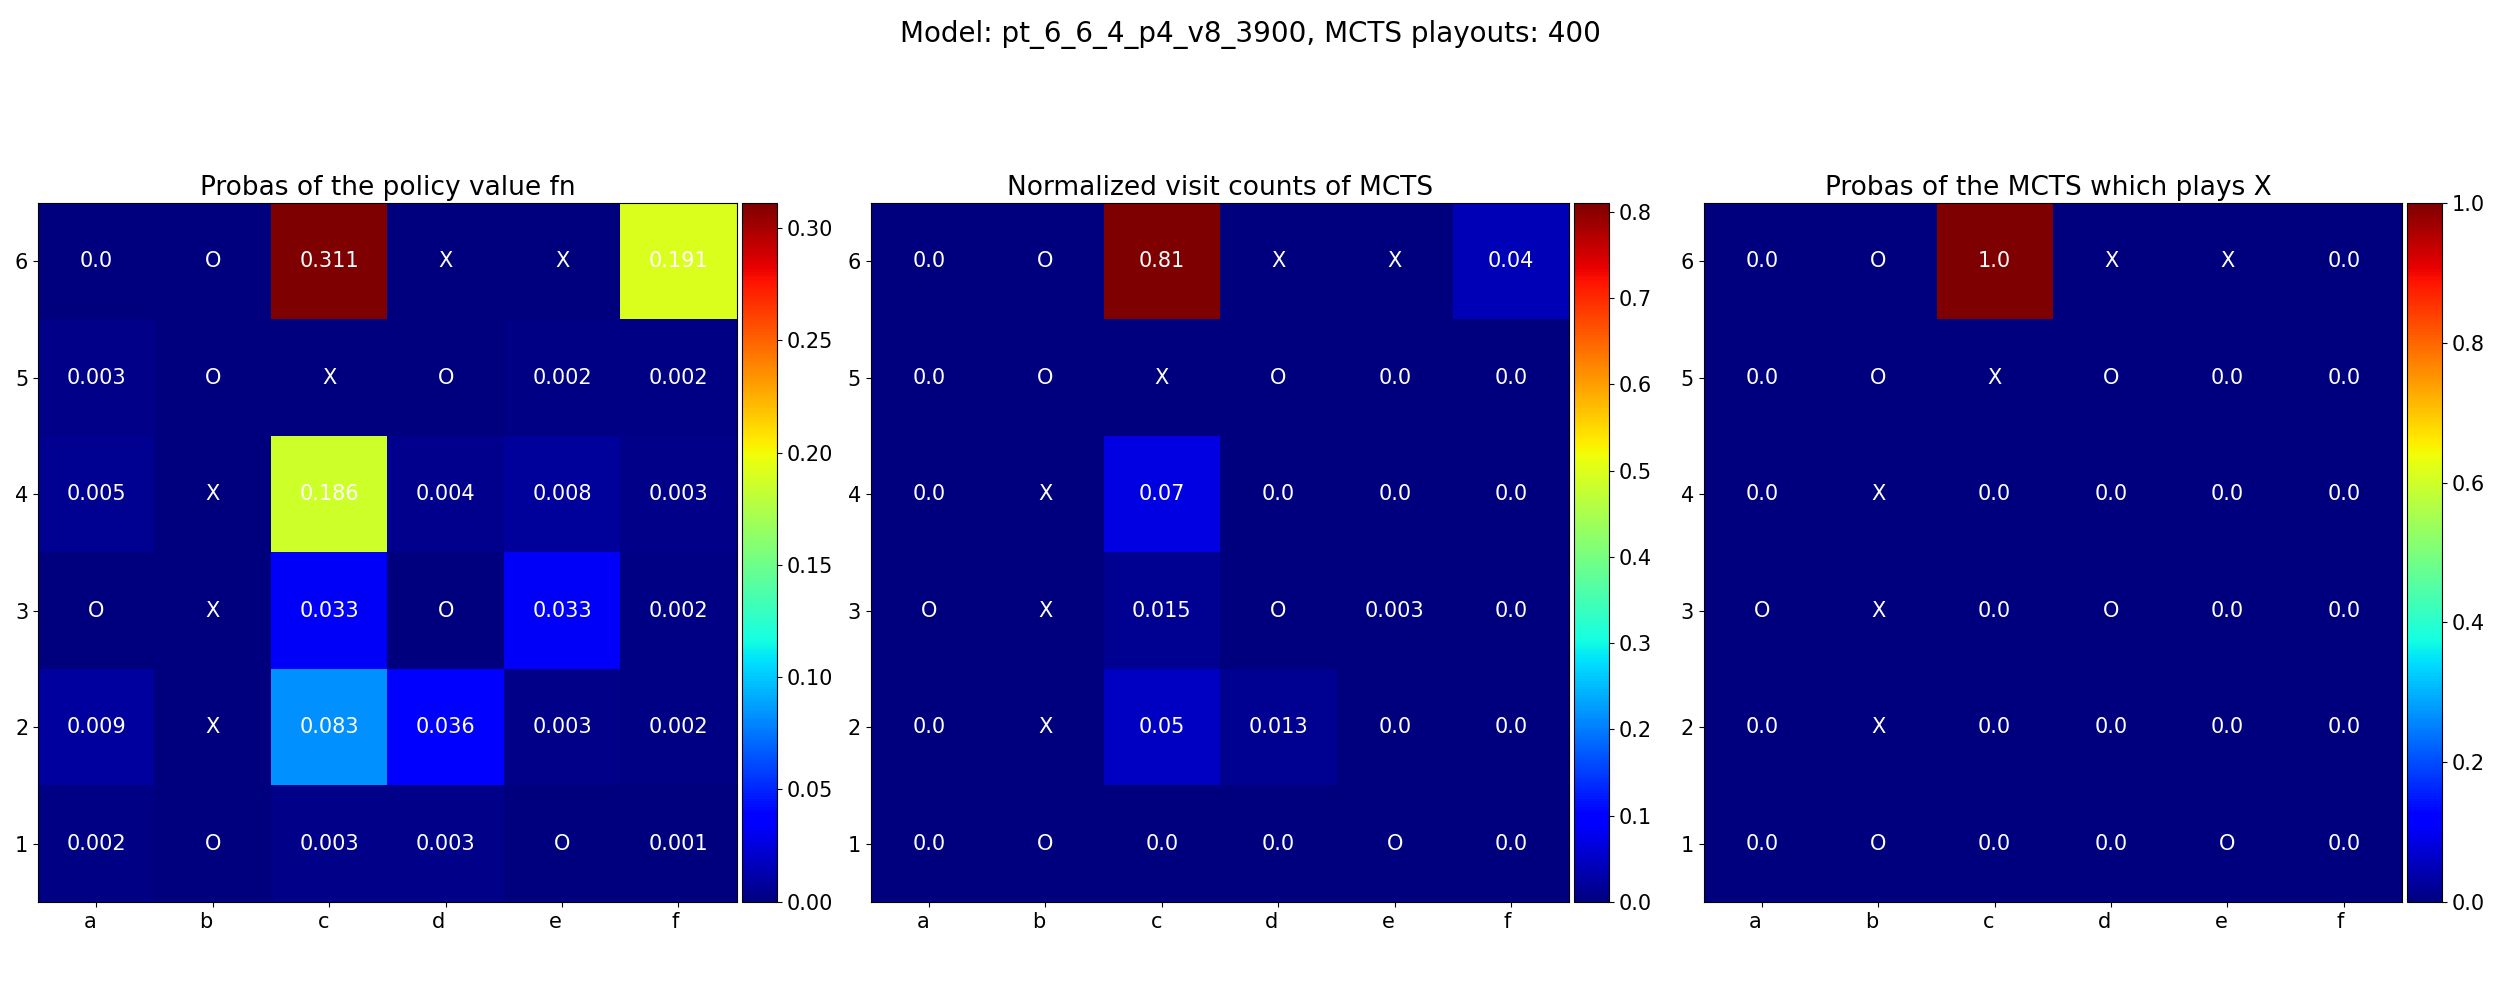 Model: pt_6_6_4_p4_v8_3900, MCTS playouts: 400
Probas of the policy value fn
6 0.0 O 0.311 X X 0.191
5 0.003 O X O 0.002 0.002
4 0.005 X 0.186 0.004 0.008 0.003
3 O X 0.033 O 0.033 0.002
2 0.009 X 0.083 0.036 0.003 0.002
1 0.002 O 0.003 0.003 O 0.001
a b c d e f
0.30
0.25
0.20
0.15
0.10
0.05
0.00
Normalized visit counts of MCTS
6 0.0 O 0.81 X X 0.04
5 0.0 O X O 0.0 0.0
4 0.0 X 0.07 0.0 0.0 0.0
3 O X 0.015 O 0.003 0.0
2 0.0 X 0.05 0.013 0.0 0.0
1 0.0 O 0.0 0.0 O 0.0
a b c d e f
0.8
0.7
0.6
0.5
0.4
0.3
0.2
0.1
0.0
Probas of the MCTS which plays X
6 0.0 O 1.0 X X 0.0
5 0.0 O X O 0.0 0.0
4 0.0 X 0.0 0.0 0.0 0.0
3 O X 0.0 O 0.0 0.0
2 0.0 X 0.0 0.0 0.0 0.0
1 0.0 O 0.0 0.0 O 0.0
a b c d e f
1.0
0.8
0.6
0.4
0.2
0.0